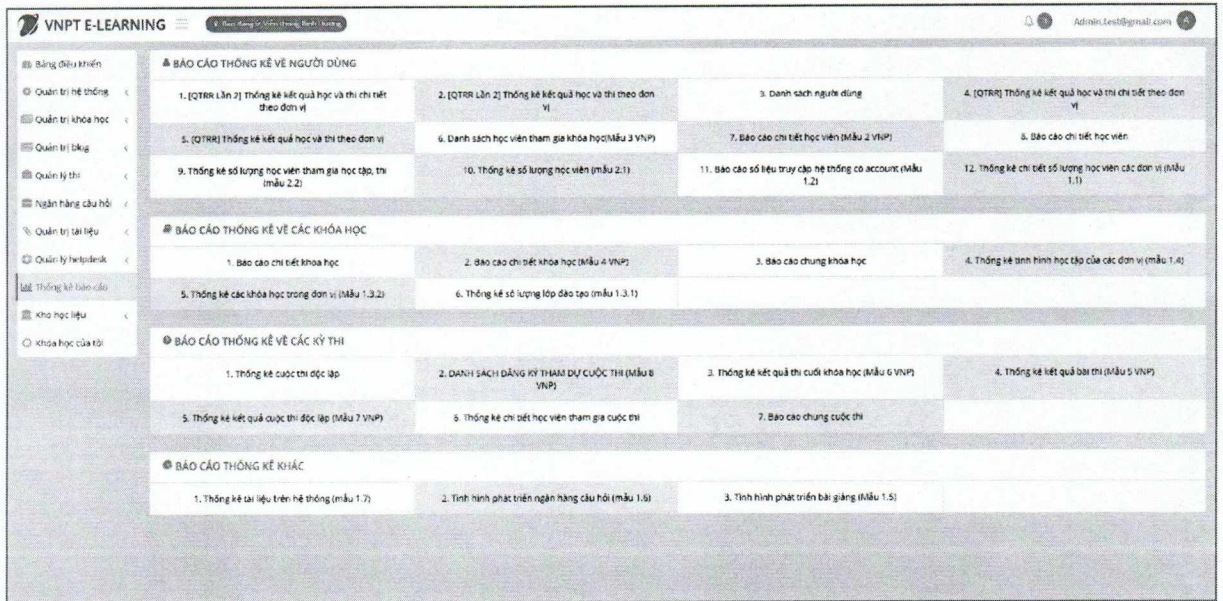 VNPT E-LEARNING
Bạn đang ở Viễn thông Bình Dương
Admin.test@gmail.com A
Bảng điều khiển
Quản trị hệ thống
Quản trị khóa học
Quản trị blog
Quản lý thi
Ngân hàng câu hỏi
Quản trị tài liệu
Quản lý helpdesk
Thống kê báo cáo
Kho học liệu
Khóa học của tôi
BÁO CÁO THỐNG KÊ VỀ NGƯỜI DÙNG
1. [QTRR Lần 2] Thống kê kết quả học và thi chi tiết
theo đơn vị
2. [QTRR Lần 2] Thống kê kết quả học và thi theo đơn
vị
3. Danh sách người dùng
4. [QTRR] Thống kê kết quả học và thi chi tiết theo đơn
vị
5. [QTRR] Thống kê kết quả học và thi theo đơn vị
6. Danh sách học viên tham gia khóa học(Mẫu 3 VNP)
7. Báo cáo chi tiết học viên (Mẫu 2 VNP)
8. Báo cáo chi tiết học viên
9. Thống kê số lượng học viên tham gia học tập, thi
(mẫu 2.2)
10. Thống kê số lượng học viên (mẫu 2.1)
11. Báo cáo số liệu truy cập hệ thống có account (Mẫu
1.2)
12. Thống kê chi tiết số lượng học viên các đơn vị (Mẫu
1.1)
BÁO CÁO THỐNG KÊ VỀ CÁC KHÓA HỌC
1. Báo cáo chi tiết khóa học
2. Báo cáo chi tiết khóa học (Mẫu 4 VNP)
3. Báo cáo chung khóa học
4. Thống kê tình hình học tập của các đơn vị (mẫu 1.4)
5. Thống kê các khóa học trong đơn vị (Mẫu 1.3.2)
6. Thống kê số lượng lớp đào tạo (mẫu 1.3.1)
BÁO CÁO THỐNG KÊ VỀ CÁC KỲ THI
1. Thống kê cuộc thi độc lập
2. DANH SÁCH ĐĂNG KÝ THAM DỰ CUỘC THI (Mẫu 8
VNP)
3. Thống kê kết quả thi cuối khóa học (Mẫu 6 VNP)
4. Thống kê kết quả bài thi (Mẫu 5 VNP)
5. Thống kê kết quả cuộc thi độc lập (Mẫu 7 VNP)
6. Thống kê chi tiết học viên tham gia cuộc thi
7. Báo cáo chung cuộc thi
BÁO CÁO THỐNG KÊ KHÁC
1. Thống kê tài liệu trên hệ thống (mẫu 1.7)
2. Tình hình phát triển ngân hàng câu hỏi (mẫu 1.6)
3. Tình hình phát triển bài giảng (Mẫu 1.5)